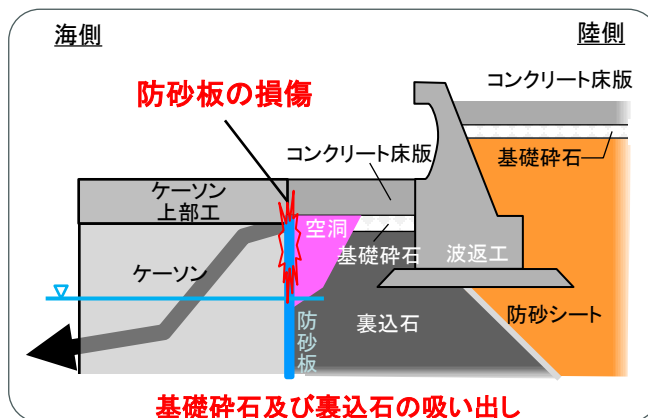 海側
陸側
防砂板の損傷
コンクリート床版
コンクリート床版
基礎砕石
ケーソン
上部工
空洞
基礎砕石
波返工
ケーソン
防砂板
裏込石
防砂シート
基礎砕石及び裏込石の吸い出し